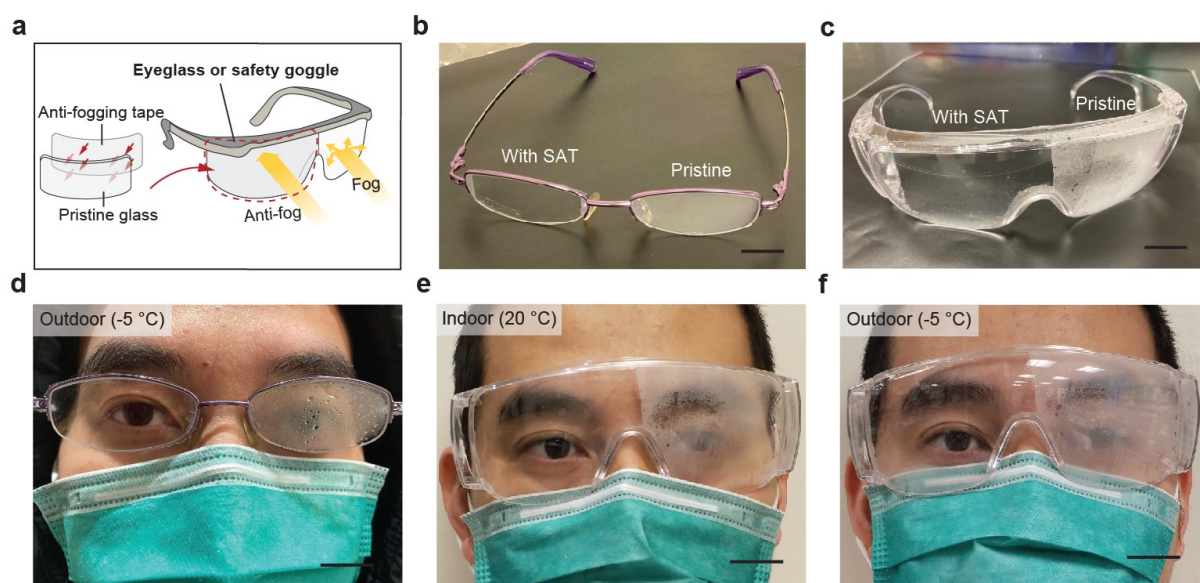 a
Eyeglass or safety goggle
Anti-fogging tape
Pristine glass
Anti-fog
Fog
b
With SAT
Pristine
c
With SAT
Pristine
d
Outdoor (-5 °C)
e
Indoor (20 °C)
f
Outdoor (-5 °C)